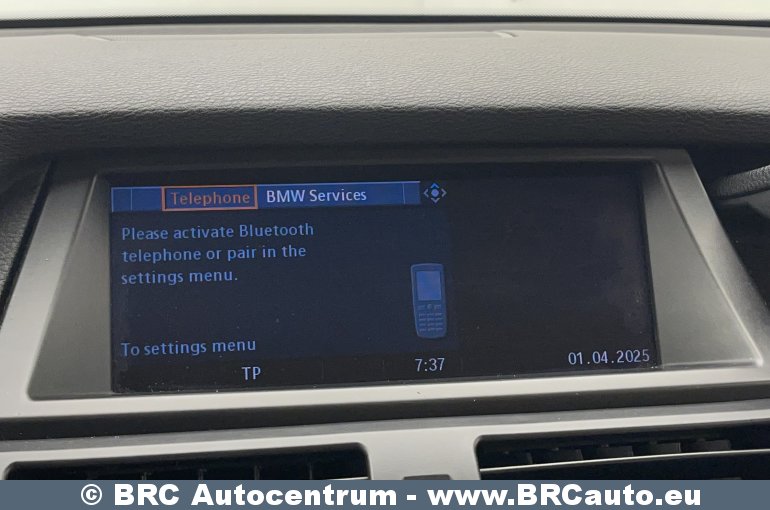 Telephone BMW Services
Please activate Bluetooth
telephone or pair in the
settings menu.
To settings menu
TP 7:37 01.04.2025
© BRC Autocentrum - www.BRCauto.eu